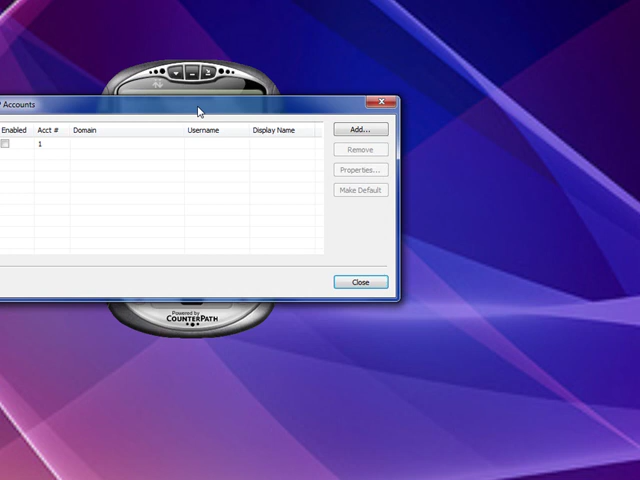 Accounts
Enabled Acct # Domain Username Display Name
1
Add...
Remove
Properties...
Make Default
Close
Powered by
COUNTERPATH